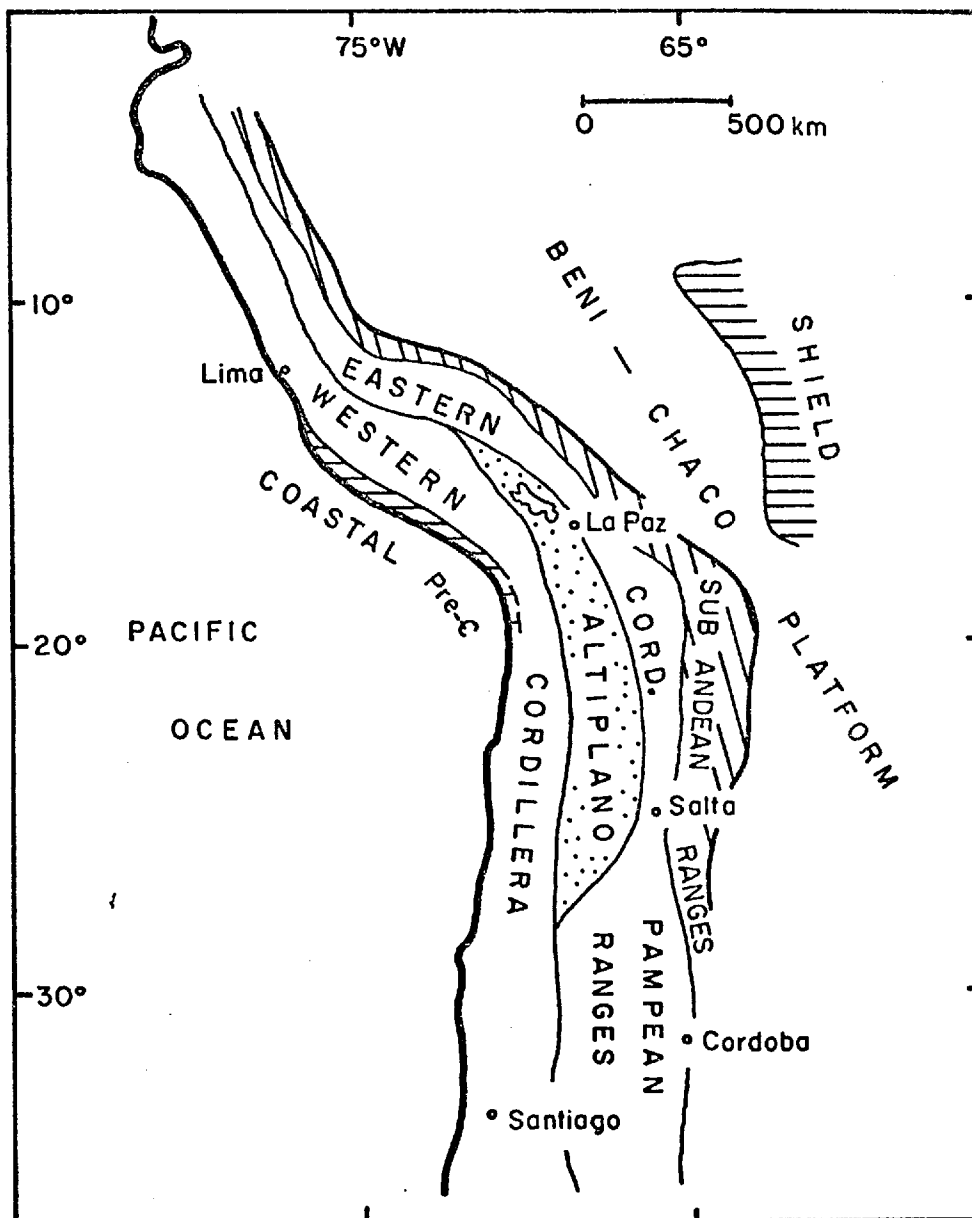 75°W
65°
0
500 km
BENI – CHACO
PLATFORM
SHIELD
10°
Lima
EASTERN
CORD.
WESTERN
CORDILLERA
COASTAL
Pre-Ꞓ
La Paz
PACIFIC
OCEAN
20°
ALTIPLANO
SUB ANDEAN
RANGES
Salta
PAMPEAN
RANGES
30°
Cordoba
Santiago